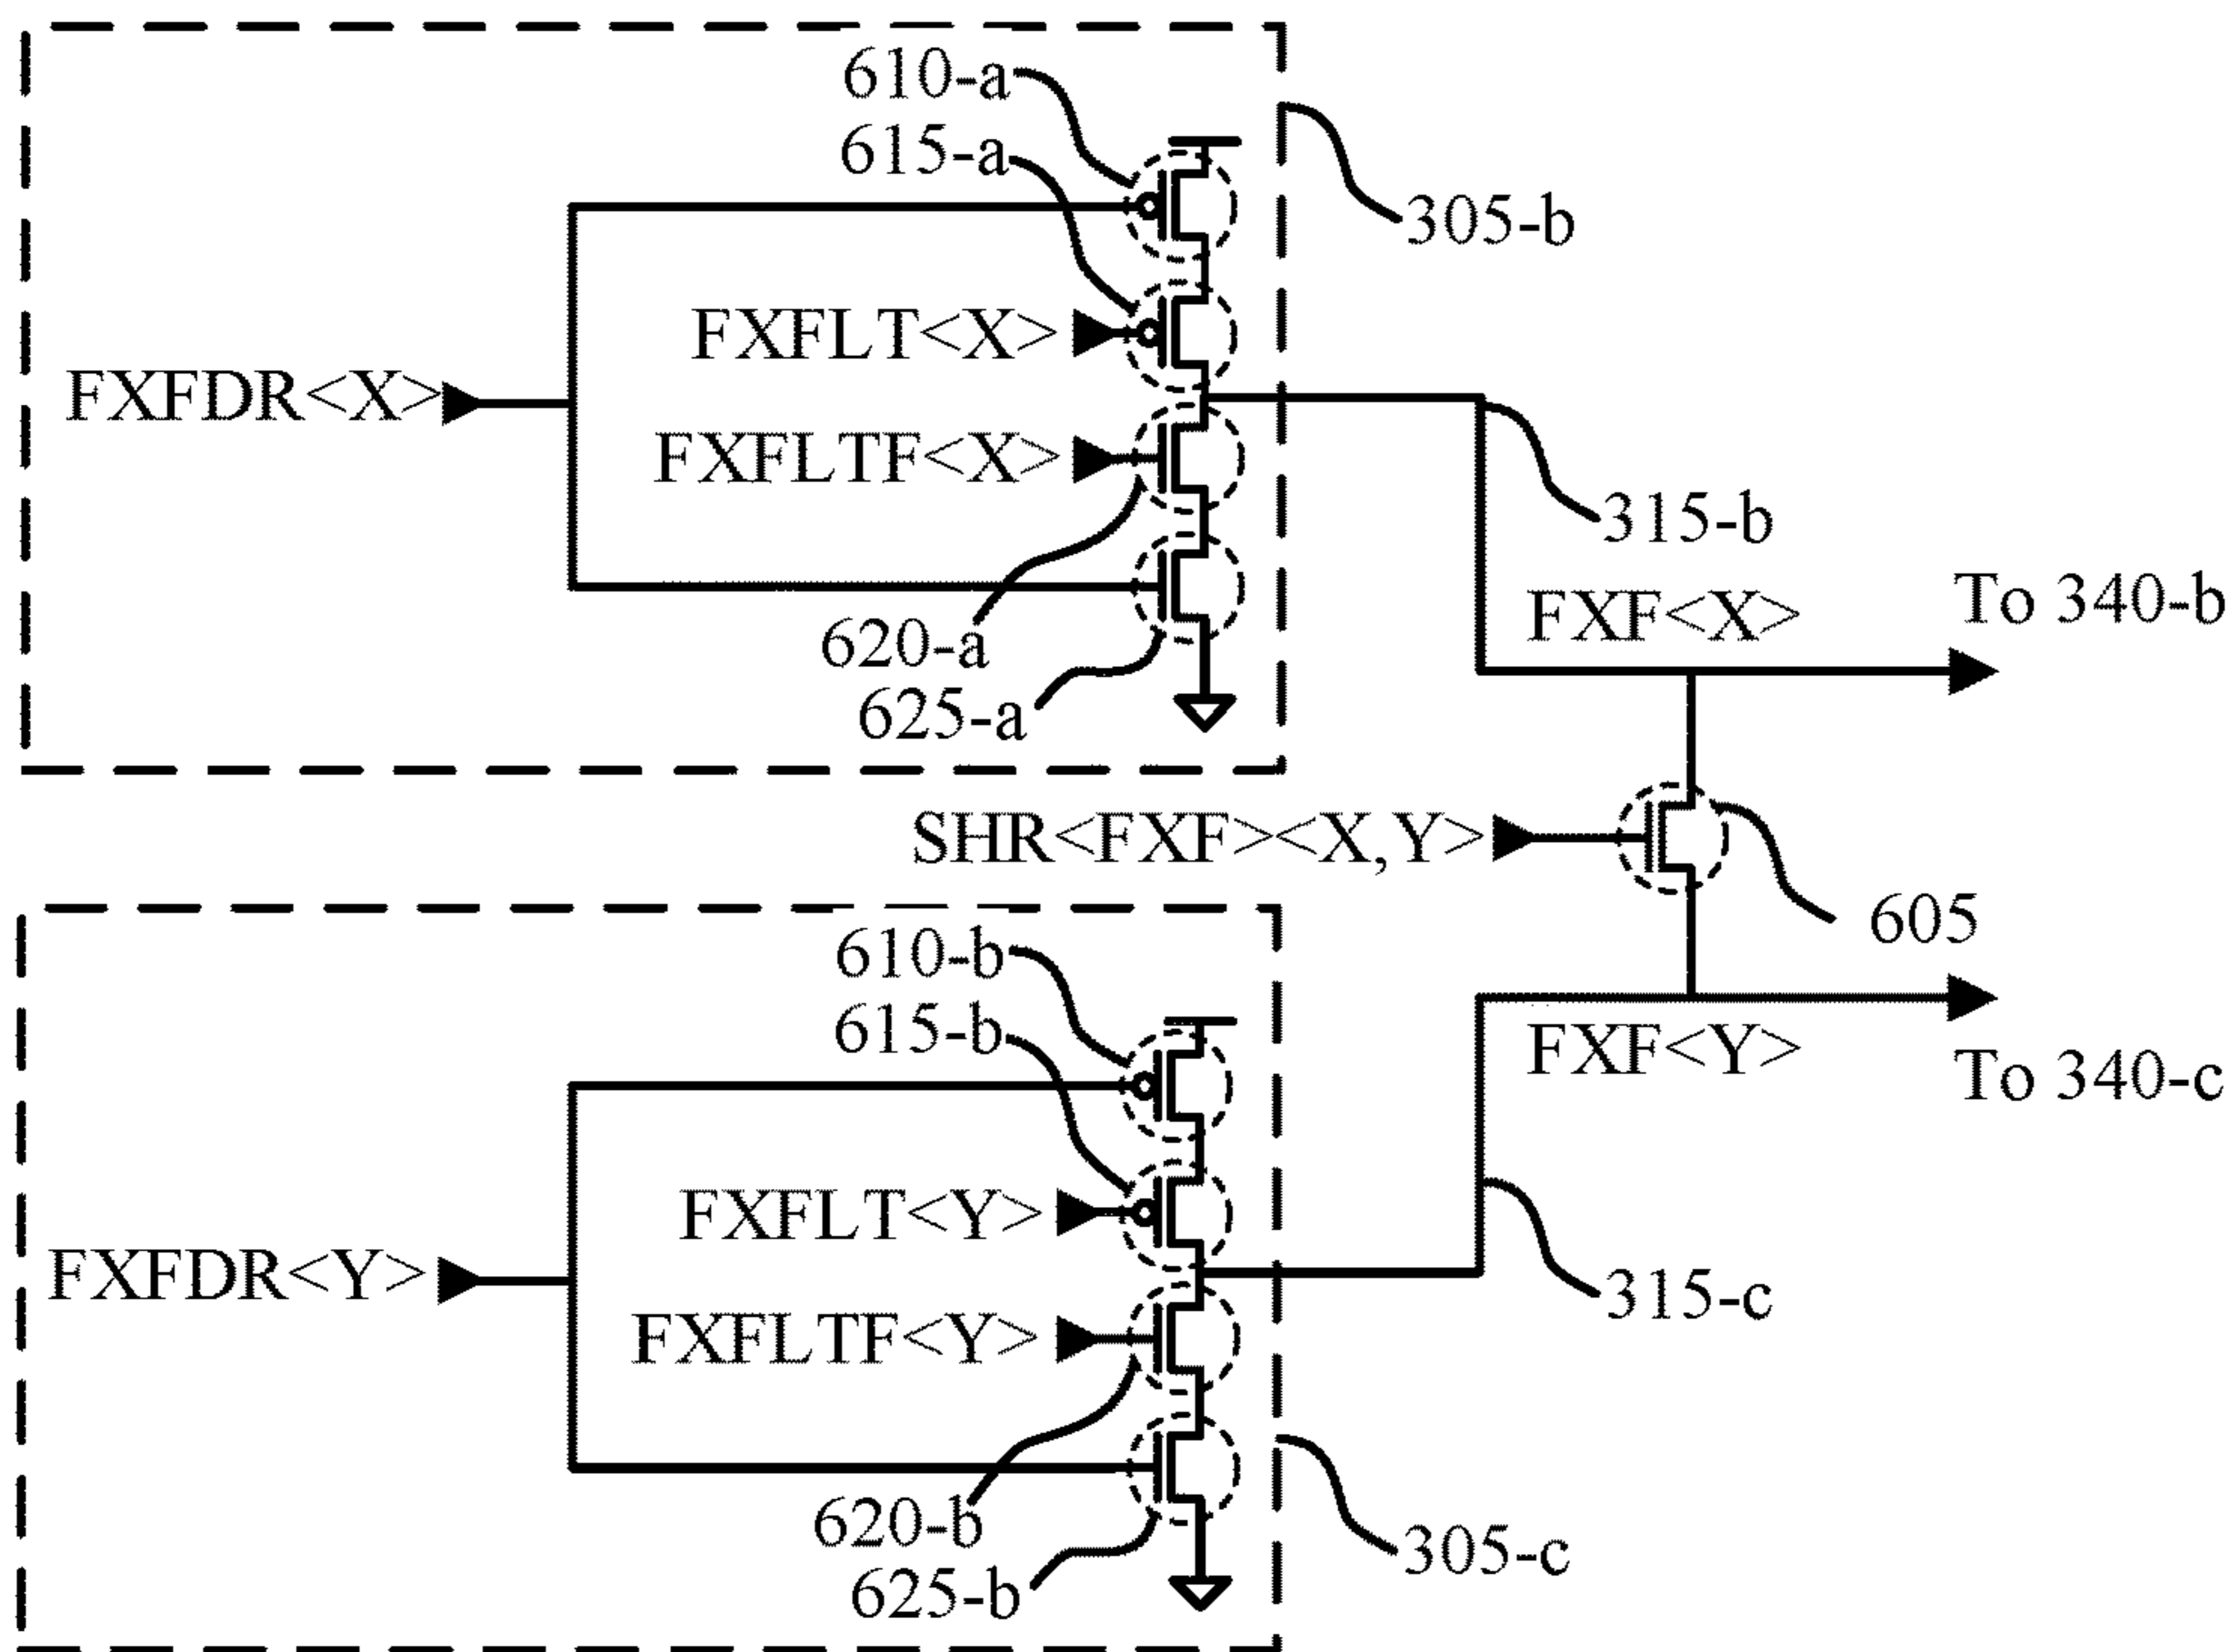 610-a
615-a
305-b
FXFLT<X>
FXFDR<X>
FXFLTF<X>
315-b
620-a
625-a
FXF<X>
To 340-b
SHR<FXF><X,Y>
605
610-b
615-b
FXF<Y>
To 340-c
FXFLT<Y>
FXFDR<Y>
FXFLTF<Y>
315-c
620-b
625-b
305-c